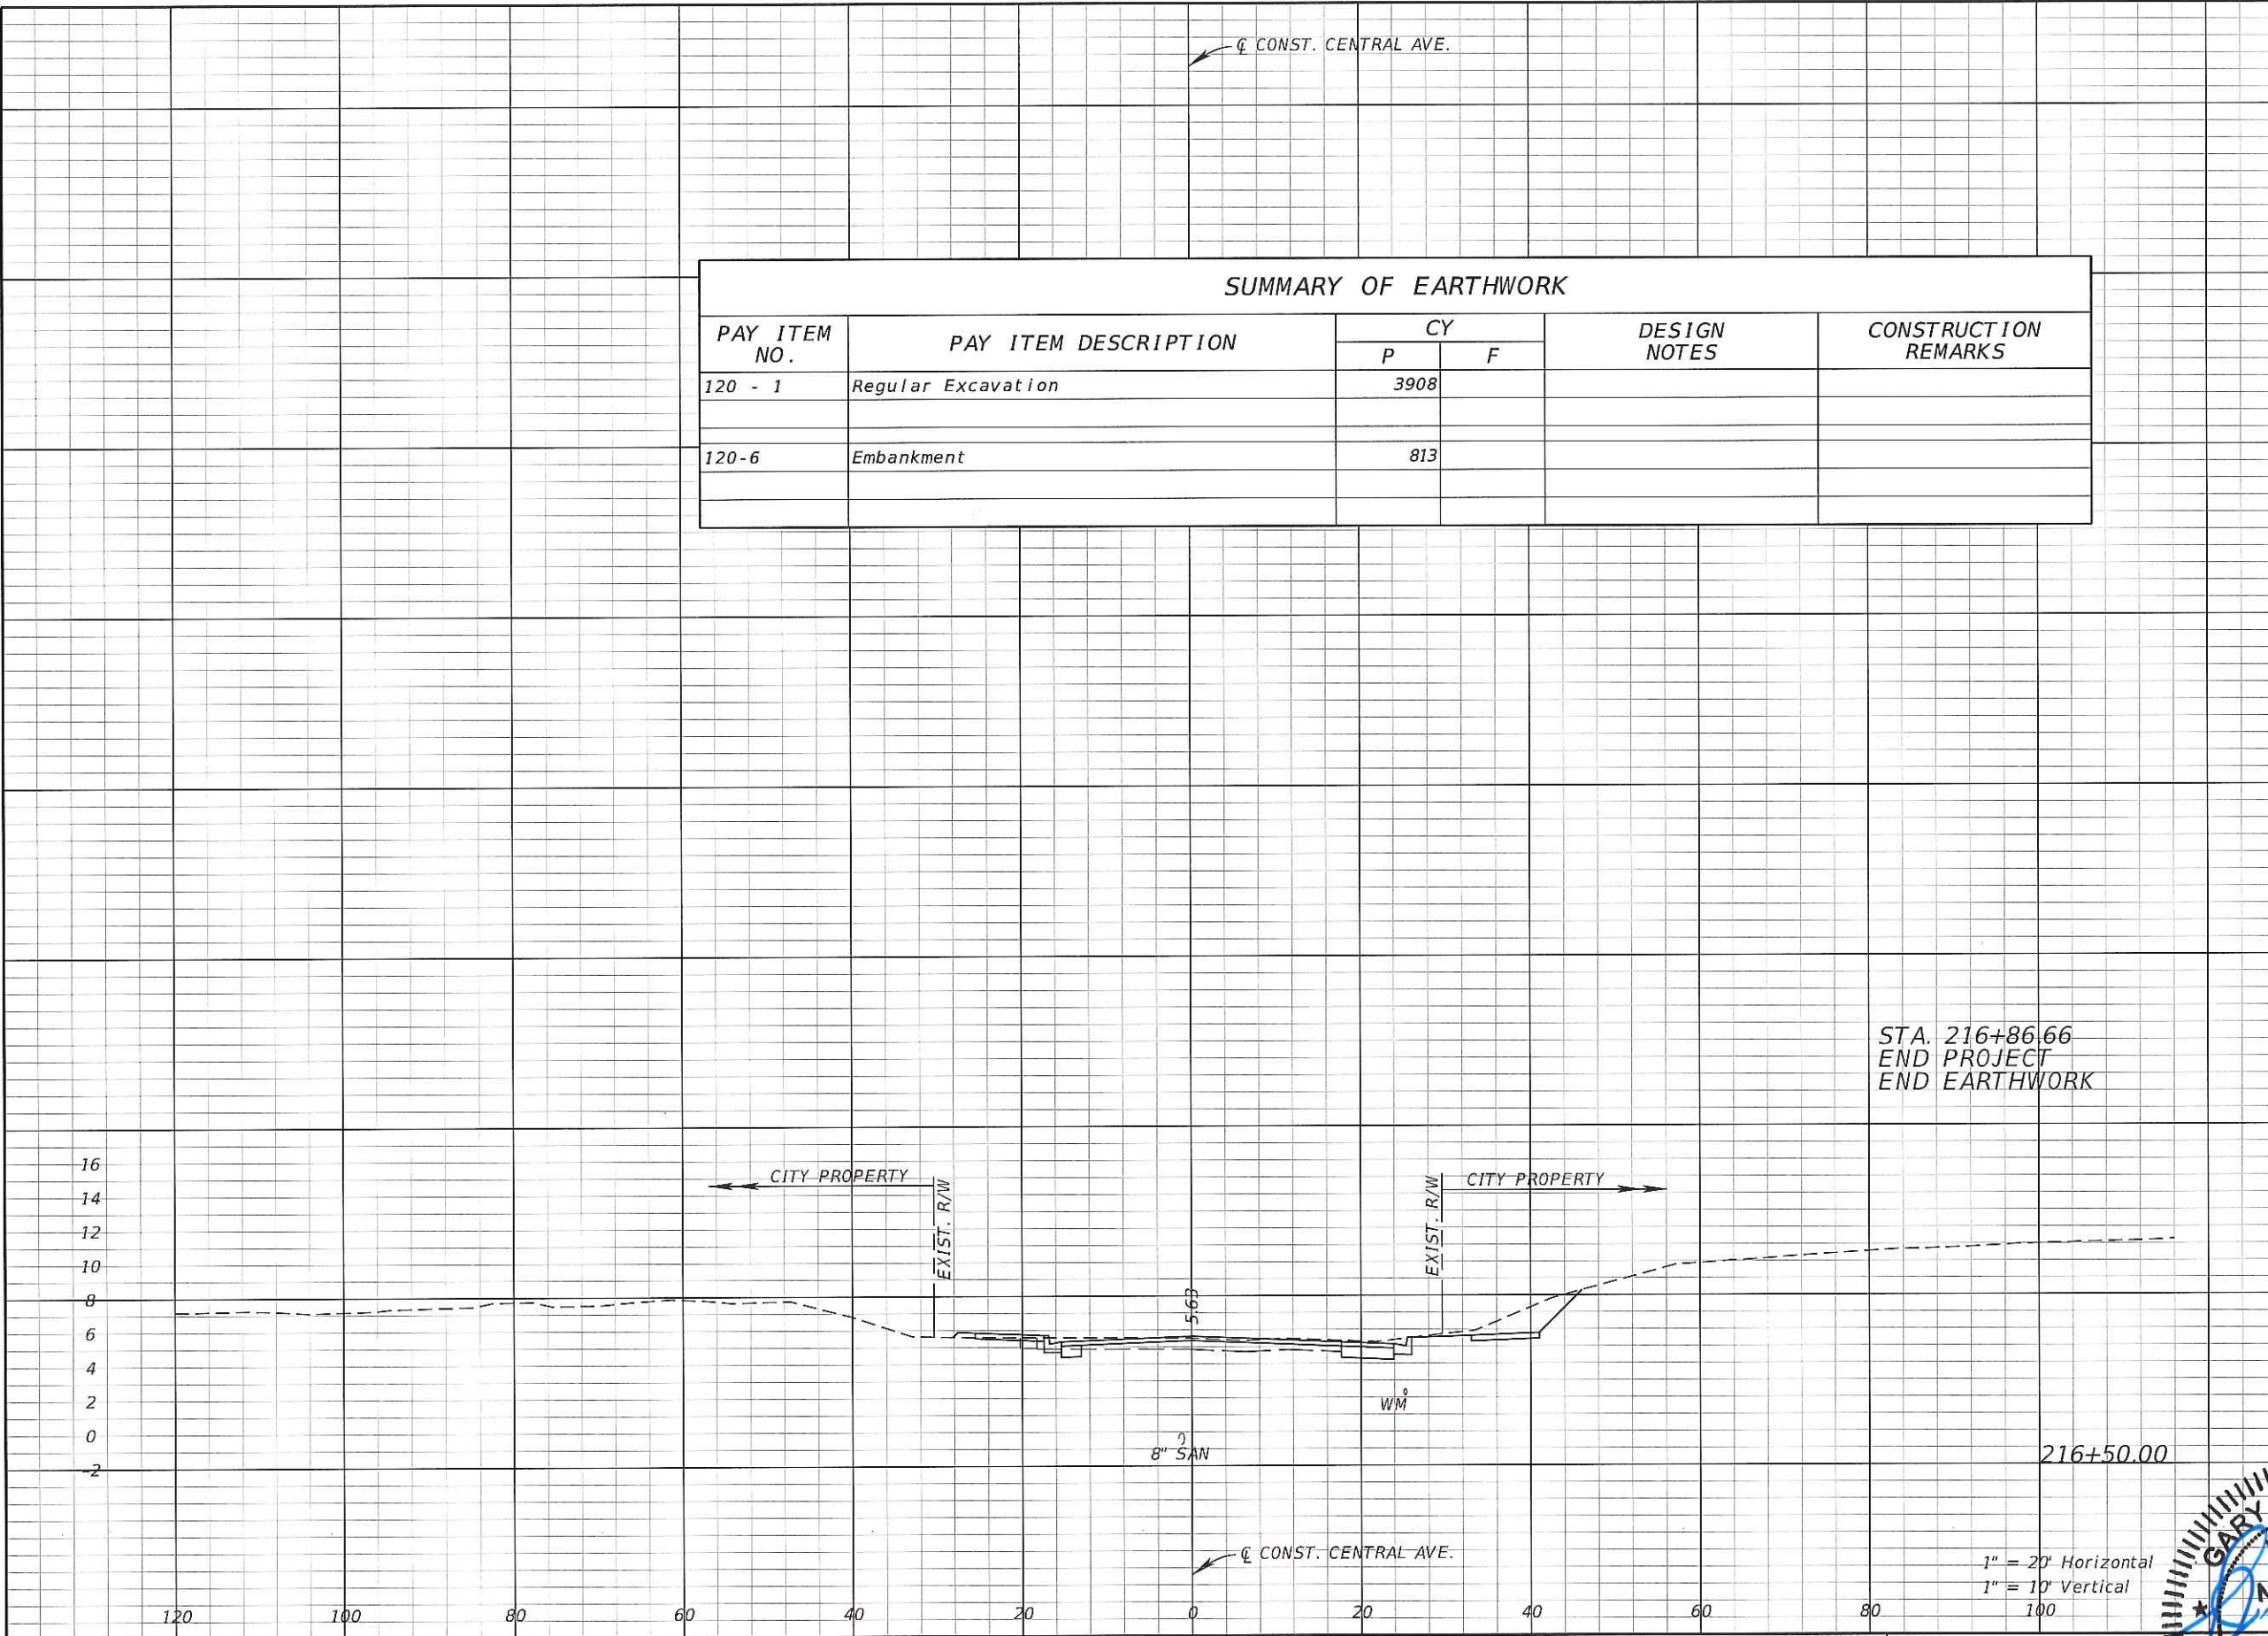 ℄ CONST. CENTRAL AVE.
SUMMARY OF EARTHWORK
PAY ITEM NO. PAY ITEM DESCRIPTION CY DESIGN NOTES CONSTRUCTION REMARKS
P F
120 - 1 Regular Excavation 3908
120-6 Embankment 813
STA. 216+86.66
END PROJECT
END EARTHWORK
16
14
12
10
8
6
4
2
0
-2
CITY PROPERTY
EXIST. R/W
5.63
EXIST. R/W
CITY PROPERTY
WM
8" SAN
216+50.00
℄ CONST. CENTRAL AVE.
1" = 20' Horizontal
1" = 10' Vertical
120 100 80 60 40 20 0 20 40 60 80 100
GARY